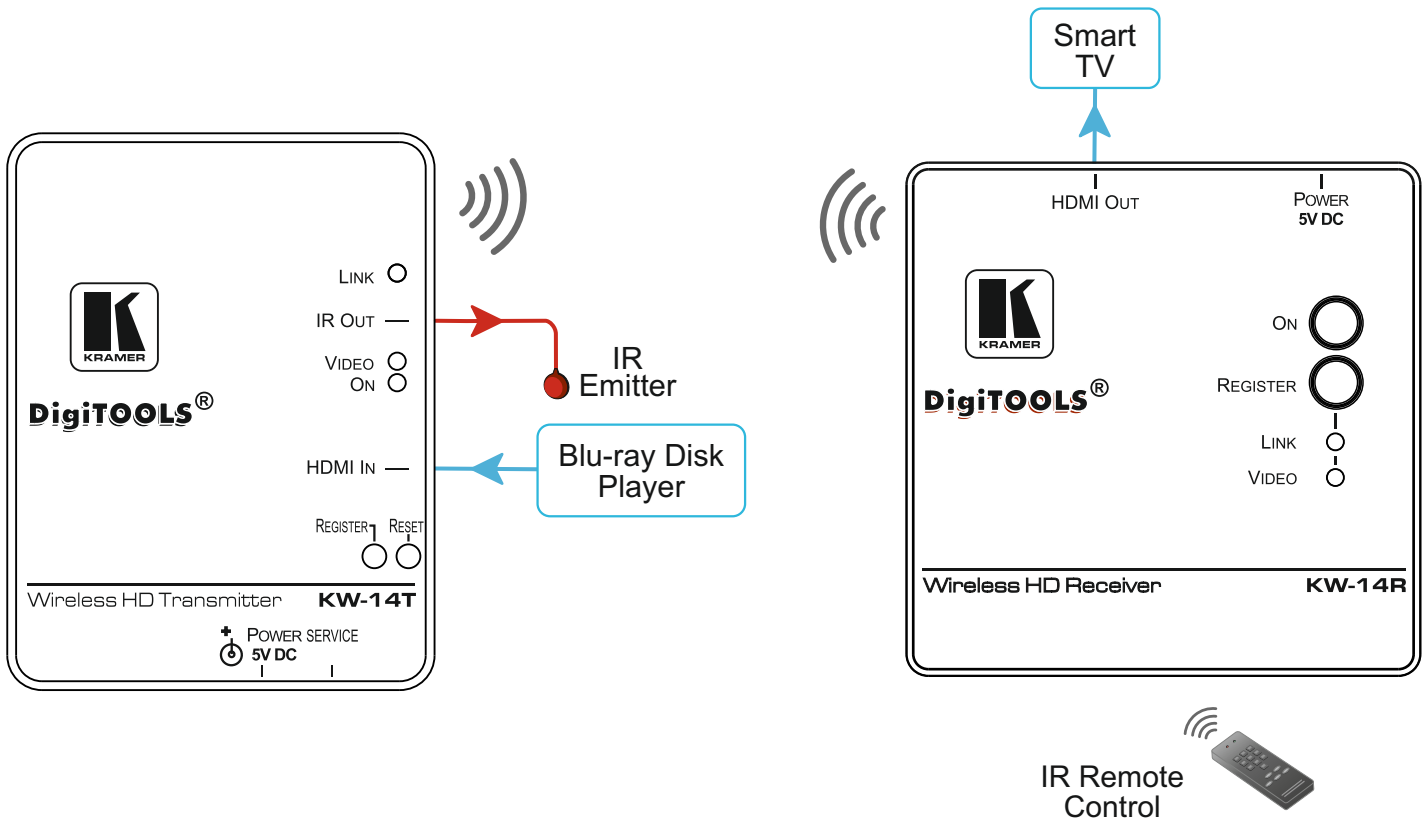 LINK
IR OUT
KRAMER
VIDEO
ON
DigiTOOLS®
HDMI IN
REGISTER RESET
Wireless HD Transmitter KW-14T
+ POWER SERVICE
5V DC
IR
Emitter
Blu-ray Disk
Player
Smart
TV
HDMI OUT
POWER
5V DC
KRAMER
ON
DigiTOOLS®
REGISTER
LINK
VIDEO
Wireless HD Receiver KW-14R
IR Remote
Control